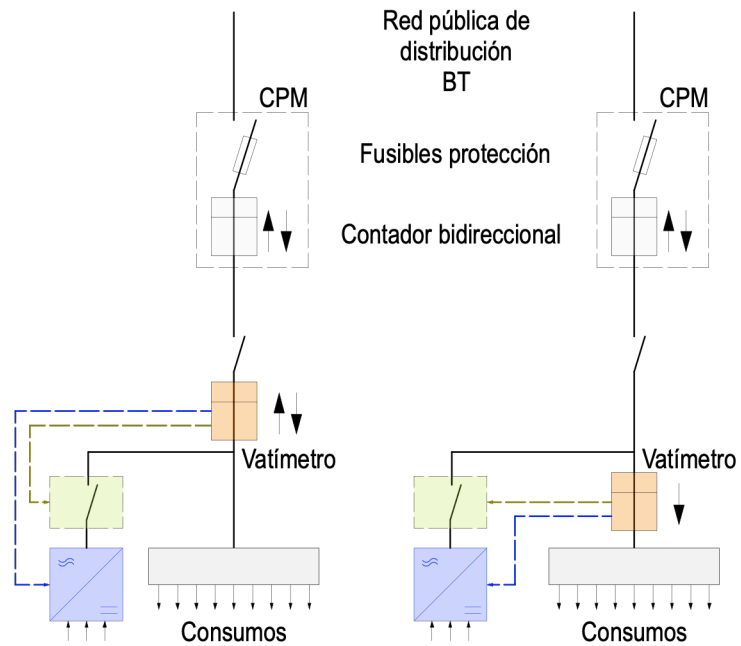 Red pública de
distribución
BT
CPM
CPM
Fusibles protección
Contador bidireccional
Vatímetro
Vatímetro
Consumos
Consumos